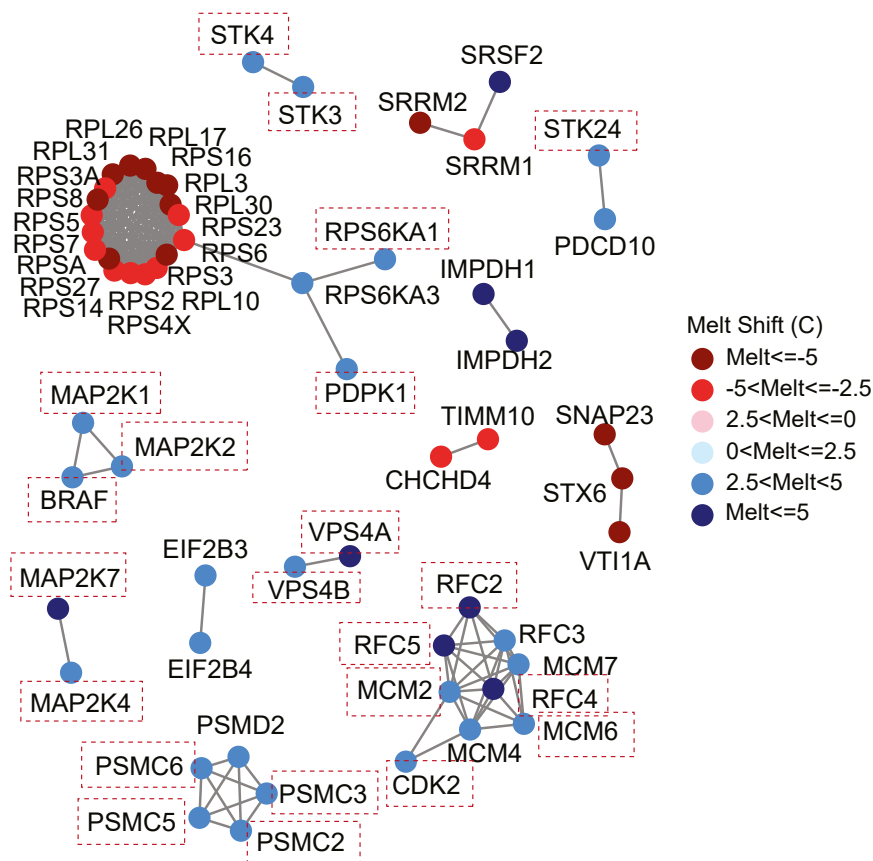 STK4
STK3
SRSF2
SRRM2
SRRM1
STK24
PDCD10
RPL26
RPL17
RPL31
RPS16
RPS3A
RPL3
RPS8
RPL30
RPS5
RPS23
RPS7
RPS6
RPSA
RPS3
RPS27
RPS2
RPL10
RPS14
RPS4X
RPS6KA1
RPS6KA3
PDPK1
IMPDH1
IMPDH2
Melt Shift (C)
Melt<=-5
-5<Melt<=-2.5
2.5<Melt<=0
0<Melt<=2.5
2.5<Melt<5
Melt<=5
MAP2K1
MAP2K2
BRAF
TIMM10
CHCHD4
SNAP23
STX6
VTI1A
MAP2K7
MAP2K4
EIF2B3
EIF2B4
VPS4A
VPS4B
RFC2
RFC5
RFC3
MCM7
MCM2
RFC4
MCM6
MCM4
CDK2
PSMD2
PSMC6
PSMC3
PSMC5
PSMC2